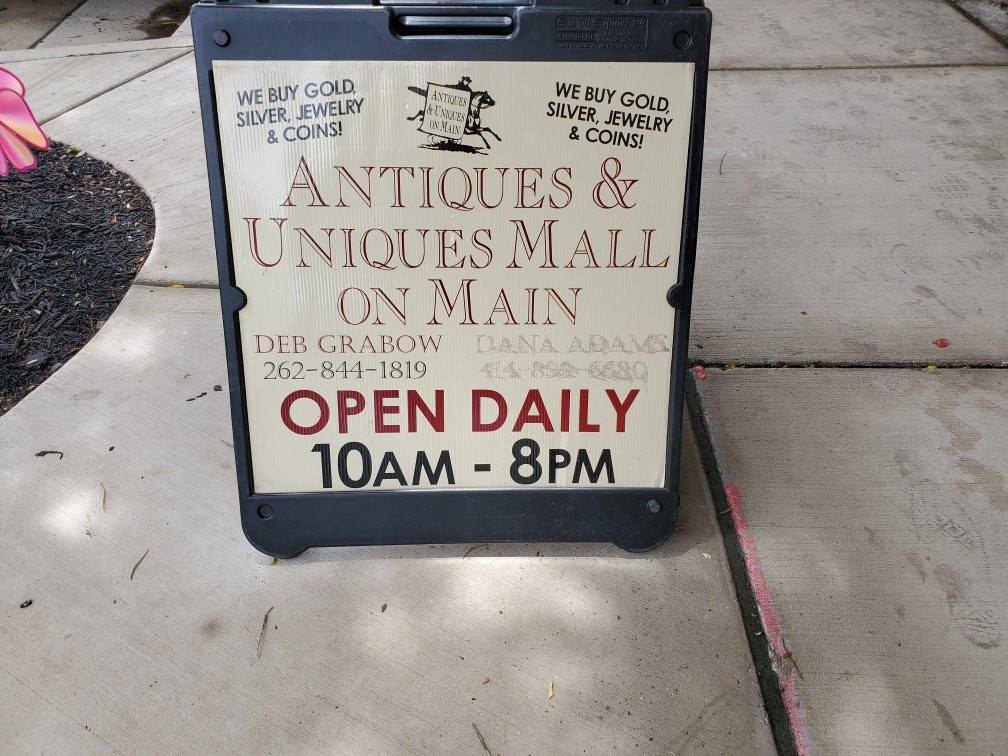 WE BUY GOLD,
SILVER, JEWELRY
& COINS!
ANTIQUES
& UNIQUES
ON MAIN
WE BUY GOLD,
SILVER, JEWELRY
& COINS!
ANTIQUES &
UNIQUES MALL
ON MAIN
DEB GRABOW
262-844-1819
DANA ADAMS
OPEN DAILY
10AM - 8PM